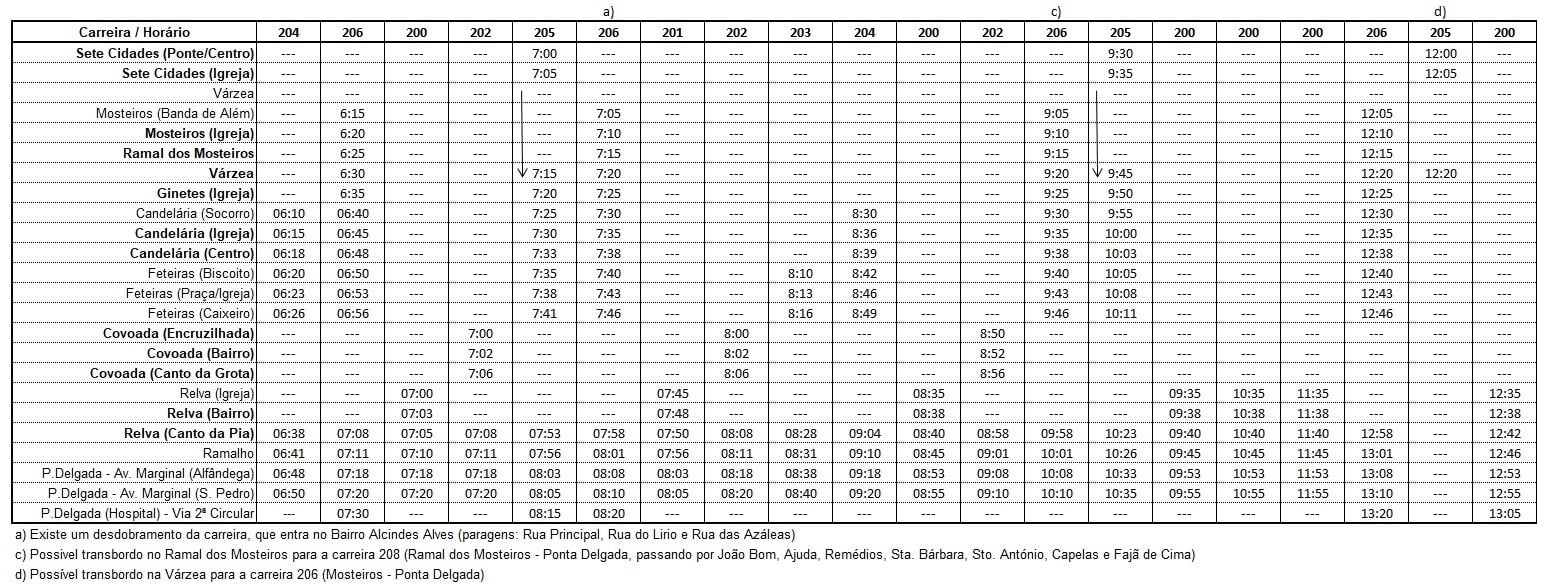 a) c) d)
Carreira / Horário 204 206 200 202 205 206 201 202 203 204 200 202 206 205 200 200 200 206 205 200
Sete Cidades (Ponte/Centro) --- --- --- --- 7:00 --- --- --- --- --- --- --- --- 9:30 --- --- --- --- 12:00 ---
Sete Cidades (Igreja) --- --- --- --- 7:05 --- --- --- --- --- --- --- --- 9:35 --- --- --- --- 12:05 ---
Várzea --- --- --- --- --- --- --- --- --- --- --- --- --- --- --- --- --- --- --- ---
Mosteiros (Banda de Além) --- 6:15 --- --- --- 7:05 --- --- --- --- --- --- 9:05 --- --- --- --- 12:05 --- ---
Mosteiros (Igreja) --- 6:20 --- --- --- 7:10 --- --- --- --- --- --- 9:10 --- --- --- --- 12:10 --- ---
Ramal dos Mosteiros --- 6:25 --- --- --- 7:15 --- --- --- --- --- --- 9:15 --- --- --- --- 12:15 --- ---
Várzea --- 6:30 --- --- 7:15 7:20 --- --- --- --- --- --- 9:20 9:45 --- --- --- 12:20 12:20 ---
Ginetes (Igreja) --- 6:35 --- --- 7:20 7:25 --- --- --- --- --- --- 9:25 9:50 --- --- --- 12:25 --- ---
Candelária (Socorro) 06:10 06:40 --- --- 7:25 7:30 --- --- --- 8:30 --- --- 9:30 9:55 --- --- --- 12:30 --- ---
Candelária (Igreja) 06:15 06:45 --- --- 7:30 7:35 --- --- --- 8:36 --- --- 9:35 10:00 --- --- --- 12:35 --- ---
Candelária (Centro) 06:18 06:48 --- --- 7:33 7:38 --- --- --- 8:39 --- --- 9:38 10:03 --- --- --- 12:38 --- ---
Feteiras (Biscoito) 06:20 06:50 --- --- 7:35 7:40 --- --- 8:10 8:42 --- --- 9:40 10:05 --- --- --- 12:40 --- ---
Feteiras (Praça/Igreja) 06:23 06:53 --- --- 7:38 7:43 --- --- 8:13 8:46 --- --- 9:43 10:08 --- --- --- 12:43 --- ---
Feteiras (Caixeiro) 06:26 06:56 --- --- 7:41 7:46 --- --- 8:16 8:49 --- --- 9:46 10:11 --- --- --- 12:46 --- ---
Covoada (Encruzilhada) --- --- --- 7:00 --- --- --- 8:00 --- --- --- 8:50 --- --- --- --- --- --- --- ---
Covoada (Bairro) --- --- --- 7:02 --- --- --- 8:02 --- --- --- 8:52 --- --- --- --- --- --- --- ---
Covoada (Canto da Grota) --- --- --- 7:06 --- --- --- 8:06 --- --- --- 8:56 --- --- --- --- --- --- --- ---
Relva (Igreja) --- --- 07:00 --- --- --- 07:45 --- --- --- 08:35 --- --- --- 09:35 10:35 11:35 --- --- 12:35
Relva (Bairro) --- --- 07:03 --- --- --- 07:48 --- --- --- 08:38 --- --- --- 09:38 10:38 11:38 --- --- 12:38
Relva (Canto da Pia) 06:38 07:08 07:05 07:08 07:53 07:58 07:50 08:08 08:28 09:04 08:40 08:58 09:58 10:23 09:40 10:40 11:40 12:58 --- 12:42
Ramalho 06:41 07:11 07:10 07:11 07:56 08:01 07:56 08:11 08:31 09:10 08:45 09:01 10:01 10:26 09:45 10:45 11:45 13:01 --- 12:46
P.Delgada - Av. Marginal (Alfândega) 06:48 07:18 07:18 07:18 08:03 08:08 08:03 08:18 08:38 09:18 08:53 09:08 10:08 10:33 09:53 10:53 11:53 13:08 --- 12:53
P.Delgada - Av. Marginal (S. Pedro) 06:50 07:20 07:20 07:20 08:05 08:10 08:05 08:20 08:40 09:20 08:55 09:10 10:10 10:35 09:55 10:55 11:55 13:10 --- 12:55
P.Delgada (Hospital) - Via 2ª Circular --- 07:30 --- --- 08:15 08:20 --- --- --- --- --- --- --- --- --- --- --- 13:20 --- 13:05
a) Existe um desdobramento da carreira, que entra no Bairro Alcindes Alves (paragens: Rua Principal, Rua do Lirio e Rua das Azáleas)
c) Possivel transbordo no Ramal dos Mosteiros para a carreira 208 (Ramal dos Mosteiros - Ponta Delgada, passando por João Bom, Ajuda, Remédios, Sta. Bárbara, Sto. António, Capelas e Fajã de Cima)
d) Possível transbordo na Várzea para a carreira 206 (Mosteiros - Ponta Delgada)